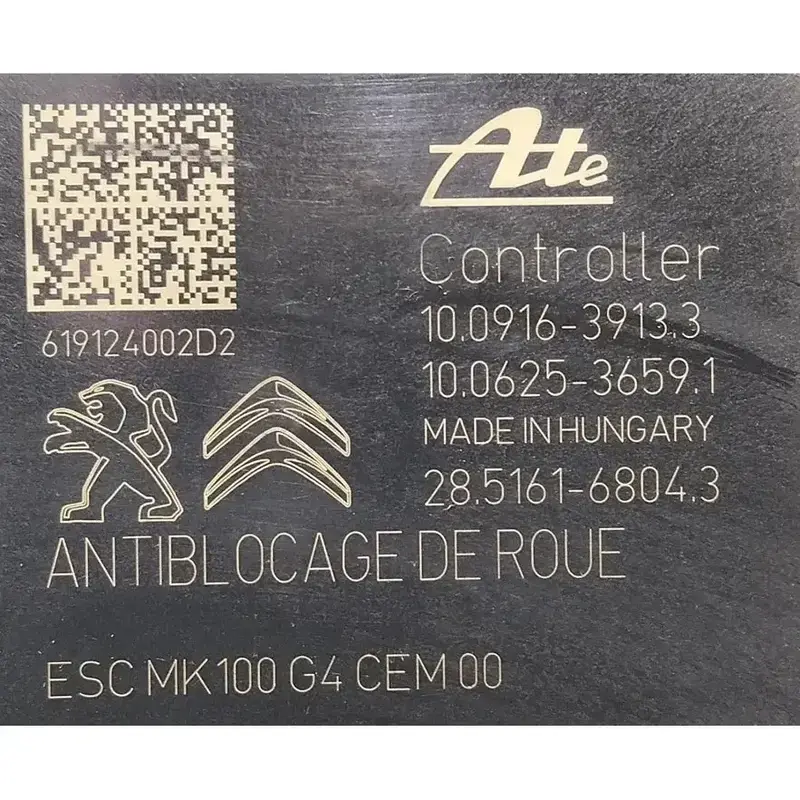 Ate
Controller
10.0916-3913.3
10.0625-3659.1
MADE IN HUNGARY
28.5161-6804.3
619124002D2
ANTIBLOCAGE DE ROUE
ESC MK100 G4 CEM 00